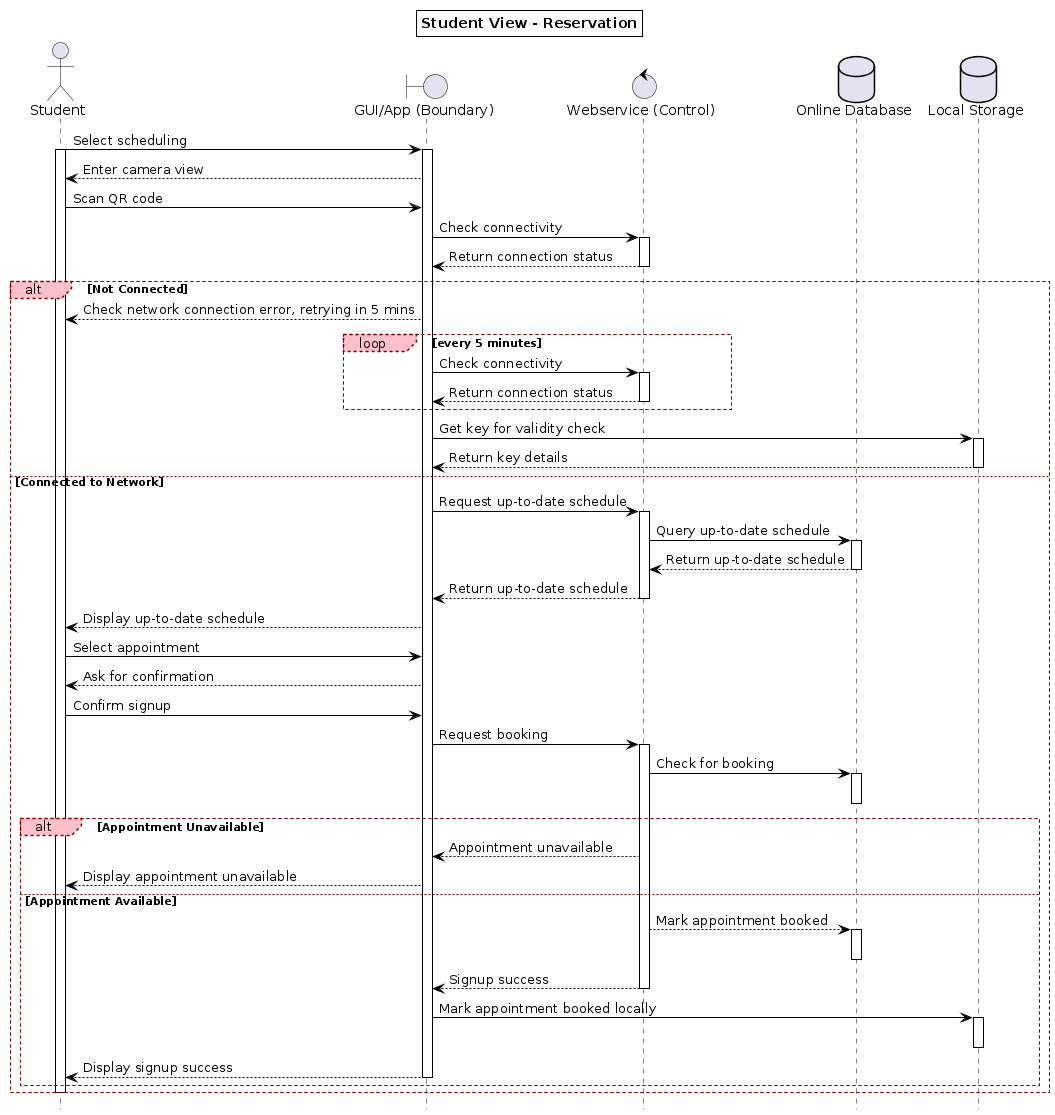 Student View - Reservation
Student
GUI/App (Boundary)
Webservice (Control)
Online Database
Local Storage
Select scheduling
Enter camera view
Scan QR code
Check connectivity
Return connection status
alt
[Not Connected]
Check network connection error, retrying in 5 mins
loop
[every 5 minutes]
Check connectivity
Return connection status
Get key for validity check
Return key details
[Connected to Network]
Request up-to-date schedule
Query up-to-date schedule
Return up-to-date schedule
Return up-to-date schedule
Display up-to-date schedule
Select appointment
Ask for confirmation
Confirm signup
Request booking
Check for booking
alt
[Appointment Unavailable]
Appointment unavailable
Display appointment unavailable
[Appointment Available]
Mark appointment booked
Signup success
Mark appointment booked locally
Display signup success